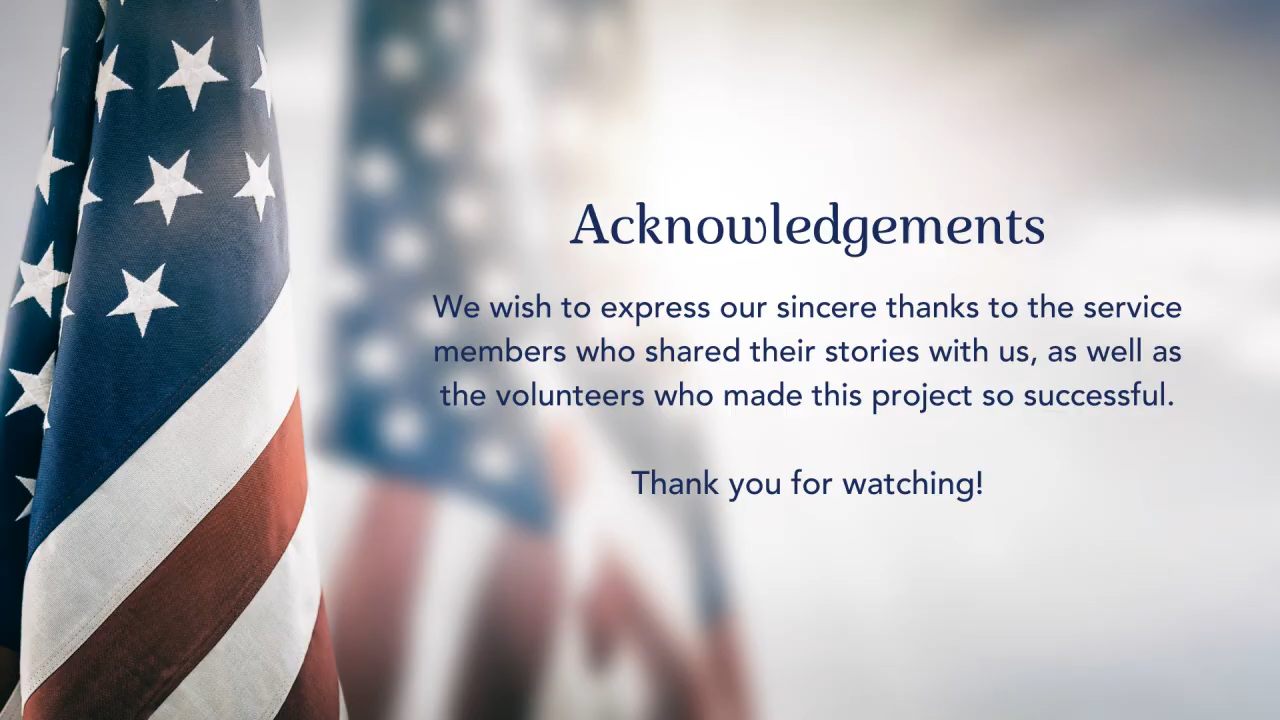 Acknowledgements
We wish to express our sincere thanks to the service
members who shared their stories with us, as well as
the volunteers who made this project so successful.
Thank you for watching!